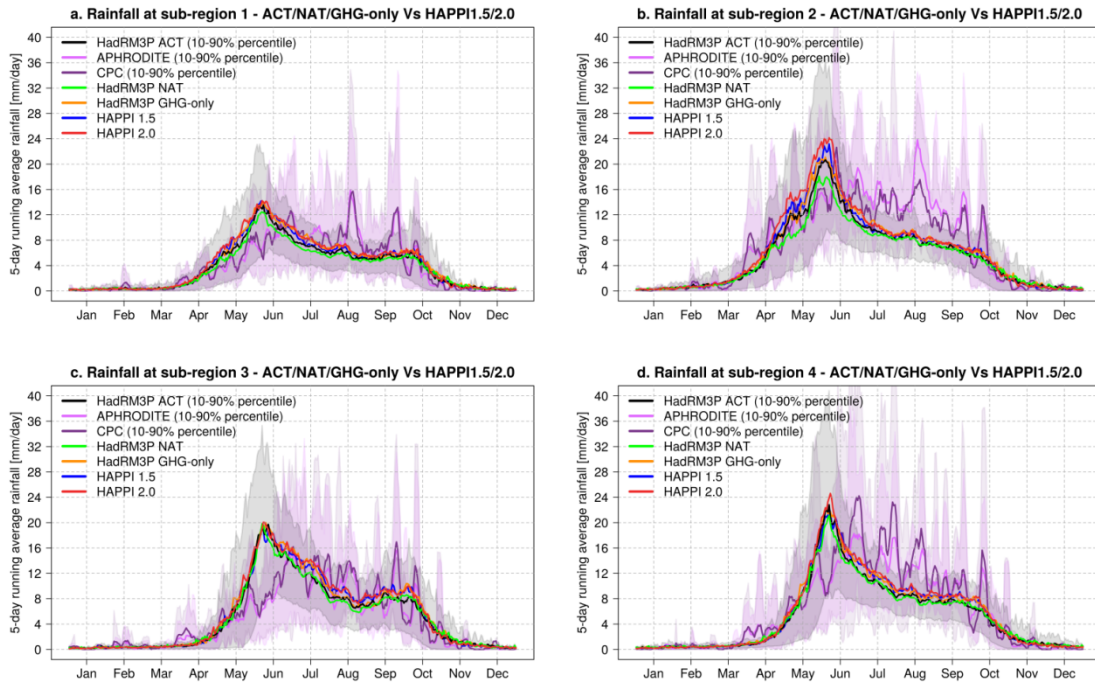 a. Rainfall at sub-region 1 - ACT/NAT/GHG-only Vs HAPPI1.5/2.0
5-day running average rainfall [mm/day]
40
36
32
28
24
20
16
12
8
4
0
HadRM3P ACT (10-90% percentile)
APHRODITE (10-90% percentile)
CPC (10-90% percentile)
HadRM3P NAT
HadRM3P GHG-only
HAPPI 1.5
HAPPI 2.0
Jan Feb Mar Apr May Jun Jul Aug Sep Oct Nov Dec
b. Rainfall at sub-region 2 - ACT/NAT/GHG-only Vs HAPPI1.5/2.0
5-day running average rainfall [mm/day]
40
36
32
28
24
20
16
12
8
4
0
HadRM3P ACT (10-90% percentile)
APHRODITE (10-90% percentile)
CPC (10-90% percentile)
HadRM3P NAT
HadRM3P GHG-only
HAPPI 1.5
HAPPI 2.0
Jan Feb Mar Apr May Jun Jul Aug Sep Oct Nov Dec
c. Rainfall at sub-region 3 - ACT/NAT/GHG-only Vs HAPPI1.5/2.0
5-day running average rainfall [mm/day]
40
36
32
28
24
20
16
12
8
4
0
HadRM3P ACT (10-90% percentile)
APHRODITE (10-90% percentile)
CPC (10-90% percentile)
HadRM3P NAT
HadRM3P GHG-only
HAPPI 1.5
HAPPI 2.0
Jan Feb Mar Apr May Jun Jul Aug Sep Oct Nov Dec
d. Rainfall at sub-region 4 - ACT/NAT/GHG-only Vs HAPPI1.5/2.0
5-day running average rainfall [mm/day]
40
36
32
28
24
20
16
12
8
4
0
HadRM3P ACT (10-90% percentile)
APHRODITE (10-90% percentile)
CPC (10-90% percentile)
HadRM3P NAT
HadRM3P GHG-only
HAPPI 1.5
HAPPI 2.0
Jan Feb Mar Apr May Jun Jul Aug Sep Oct Nov Dec